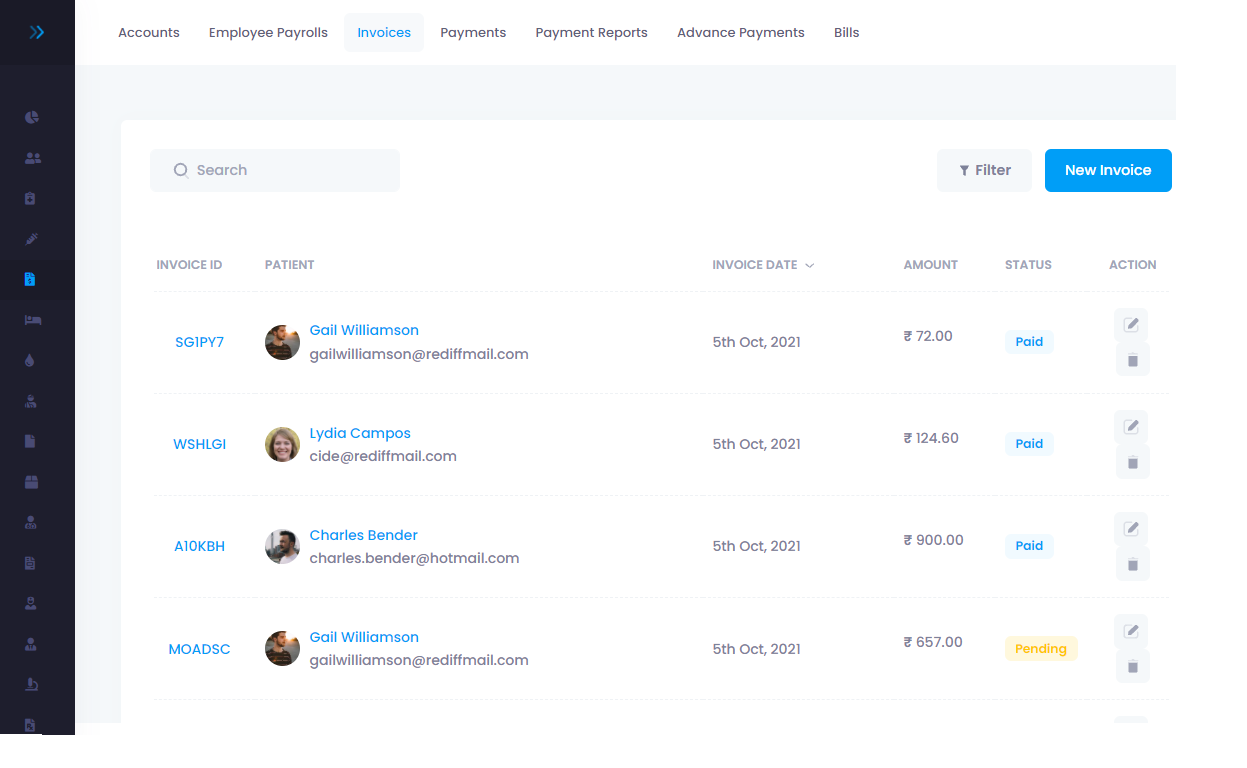 Accounts Employee Payrolls Invoices Payments Payment Reports Advance Payments Bills
Search Filter New Invoice
INVOICE ID PATIENT INVOICE DATE AMOUNT STATUS ACTION
Gail Williamson
SG1PY7 gailwilliamson@rediffmail.com 5th Oct, 2021 ₹ 72.00 Paid
Lydia Campos
WSHLGI cide@rediffmail.com 5th Oct, 2021 ₹ 124.60 Paid
Charles Bender
A10KBH charles.bender@hotmail.com 5th Oct, 2021 ₹ 900.00 Paid
Gail Williamson
MOADSC gailwilliamson@rediffmail.com 5th Oct, 2021 ₹ 657.00 Pending